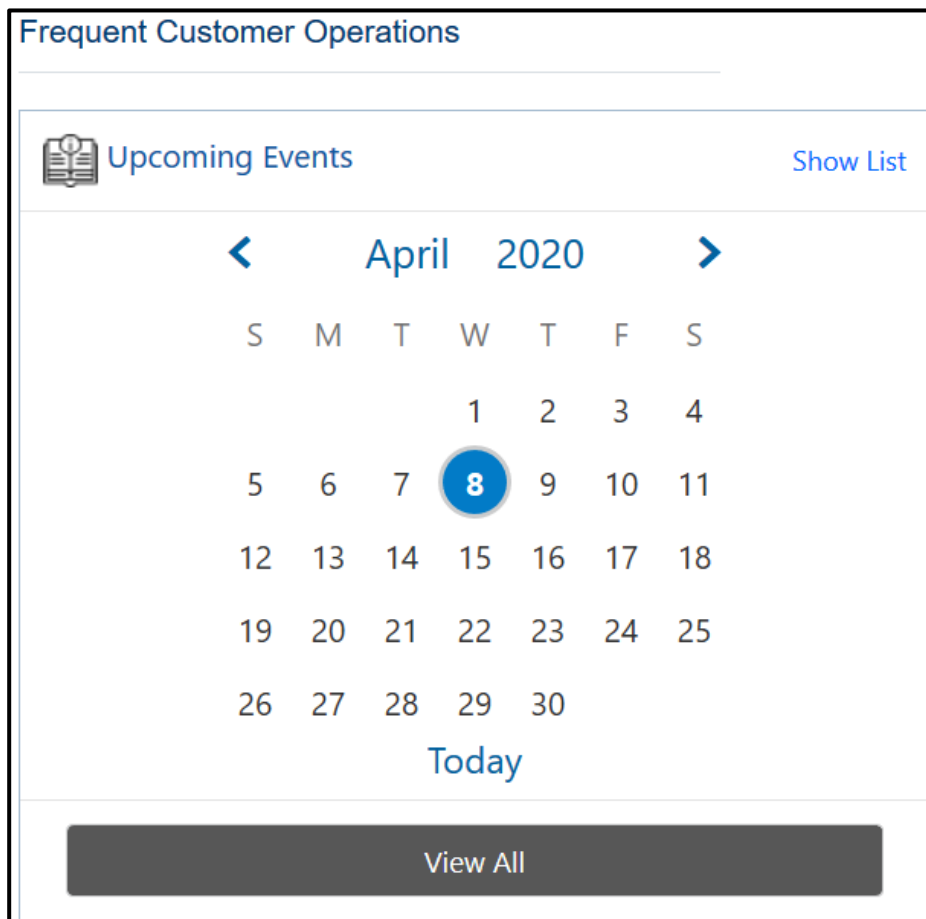 Frequent Customer Operations
Upcoming Events Show List
April 2020
S M T W T F S
1 2 3 4
5 6 7 8 9 10 11
12 13 14 15 16 17 18
19 20 21 22 23 24 25
26 27 28 29 30
Today
View All